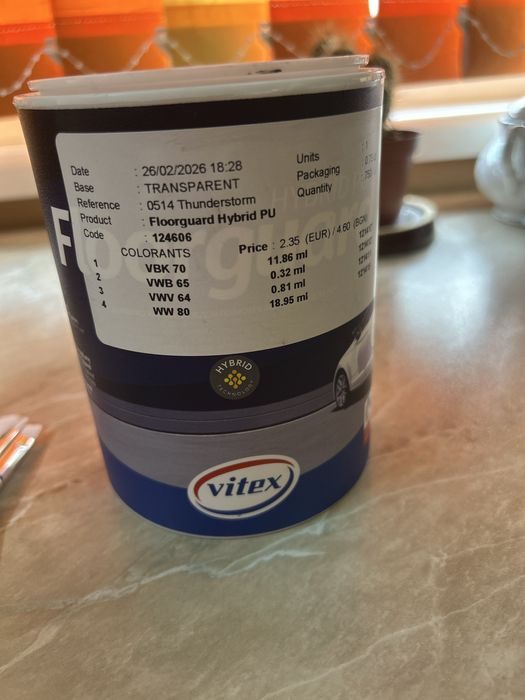 Date : 26/02/2026 18:28
Base : TRANSPARENT
Reference : 0514 Thunderstorm
Product : Floorguard Hybrid PU
Code : 124606
Units
Packaging
Quantity
COLORANTS
Price : 2.35 (EUR) / 4.60 (BGN)
1 VBK 70 11.86 ml
2 VWB 65 0.32 ml
3 VWV 64 0.81 ml
4 WW 80 18.95 ml
HYBRID
TECHNOLOGY
vitex